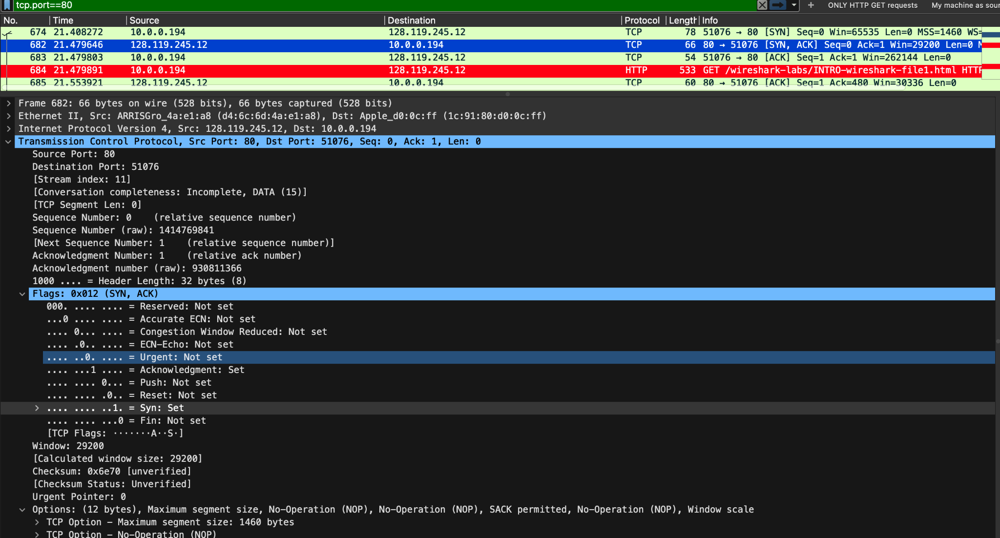 tcp.port==80 + ONLY HTTP GET requests My machine as sour
No. Time Source Destination Protocol Length Info
674 21.408272 10.0.0.194 128.119.245.12 TCP 78 51076 → 80 [SYN] Seq=0 Win=65535 Len=0 MSS=1460 WS=
682 21.479646 128.119.245.12 10.0.0.194 TCP 66 80 → 51076 [SYN, ACK] Seq=0 Ack=1 Win=29200 Len=0 M
683 21.479803 10.0.0.194 128.119.245.12 TCP 54 51076 → 80 [ACK] Seq=1 Ack=1 Win=262144 Len=0
684 21.479891 10.0.0.194 128.119.245.12 HTTP 533 GET /wireshark-labs/INTRO-wireshark-file1.html HTTP
685 21.553921 128.119.245.12 10.0.0.194 TCP 60 80 → 51076 [ACK] Seq=1 Ack=480 Win=30336 Len=0
Frame 682: 66 bytes on wire (528 bits), 66 bytes captured (528 bits)
Ethernet II, Src: ARRISGro_4a:e1:a8 (d4:6c:6d:4a:e1:a8), Dst: Apple_d0:0c:ff (1c:91:80:d0:0c:ff)
Internet Protocol Version 4, Src: 128.119.245.12, Dst: 10.0.0.194
Transmission Control Protocol, Src Port: 80, Dst Port: 51076, Seq: 0, Ack: 1, Len: 0
Source Port: 80
Destination Port: 51076
[Stream index: 11]
[Conversation completeness: Incomplete, DATA (15)]
[TCP Segment Len: 0]
Sequence Number: 0    (relative sequence number)
Sequence Number (raw): 1414769841
[Next Sequence Number: 1    (relative sequence number)]
Acknowledgment Number: 1    (relative ack number)
Acknowledgment number (raw): 930811366
1000 .... = Header Length: 32 bytes (8)
Flags: 0x012 (SYN, ACK)
000. .... .... = Reserved: Not set
...0 .... .... = Accurate ECN: Not set
.... 0... .... = Congestion Window Reduced: Not set
.... .0.. .... = ECN-Echo: Not set
.... ..0. .... = Urgent: Not set
.... ...1 .... = Acknowledgment: Set
.... .... 0... = Push: Not set
.... .... .0.. = Reset: Not set
.... .... ..1. = Syn: Set
.... .... ...0 = Fin: Not set
[TCP Flags: ·······A··S·]
Window: 29200
[Calculated window size: 29200]
Checksum: 0x6e70 [unverified]
[Checksum Status: Unverified]
Urgent Pointer: 0
Options: (12 bytes), Maximum segment size, No-Operation (NOP), No-Operation (NOP), SACK permitted, No-Operation (NOP), Window scale
TCP Option - Maximum segment size: 1460 bytes
TCP Option - No-Operation (NOP)